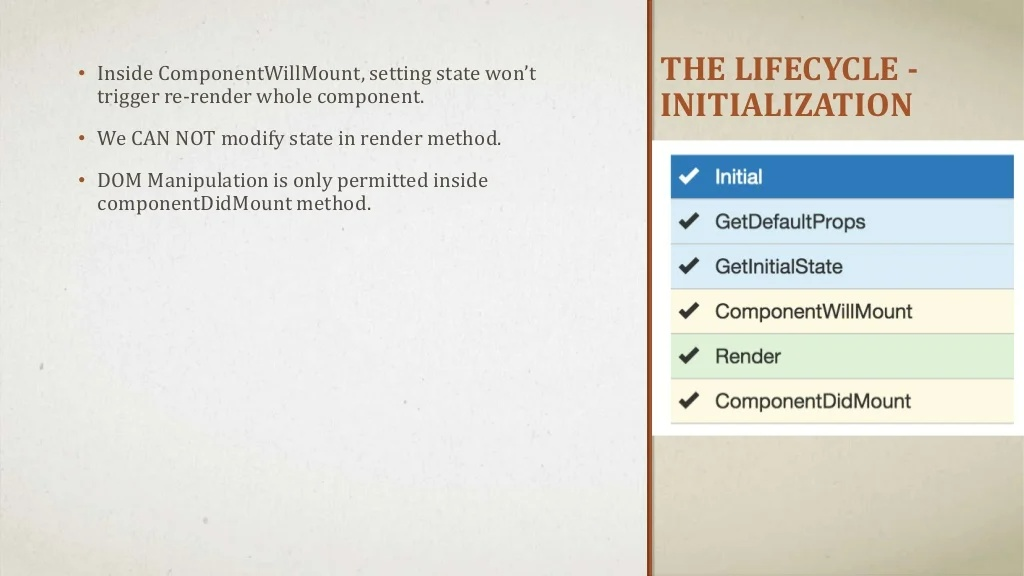 • Inside ComponentWillMount, setting state won’t
trigger re-render whole component.
• We CAN NOT modify state in render method.
• DOM Manipulation is only permitted inside
componentDidMount method.
THE LIFECYCLE -
INITIALIZATION
Initial
GetDefaultProps
GetInitialState
ComponentWillMount
Render
ComponentDidMount